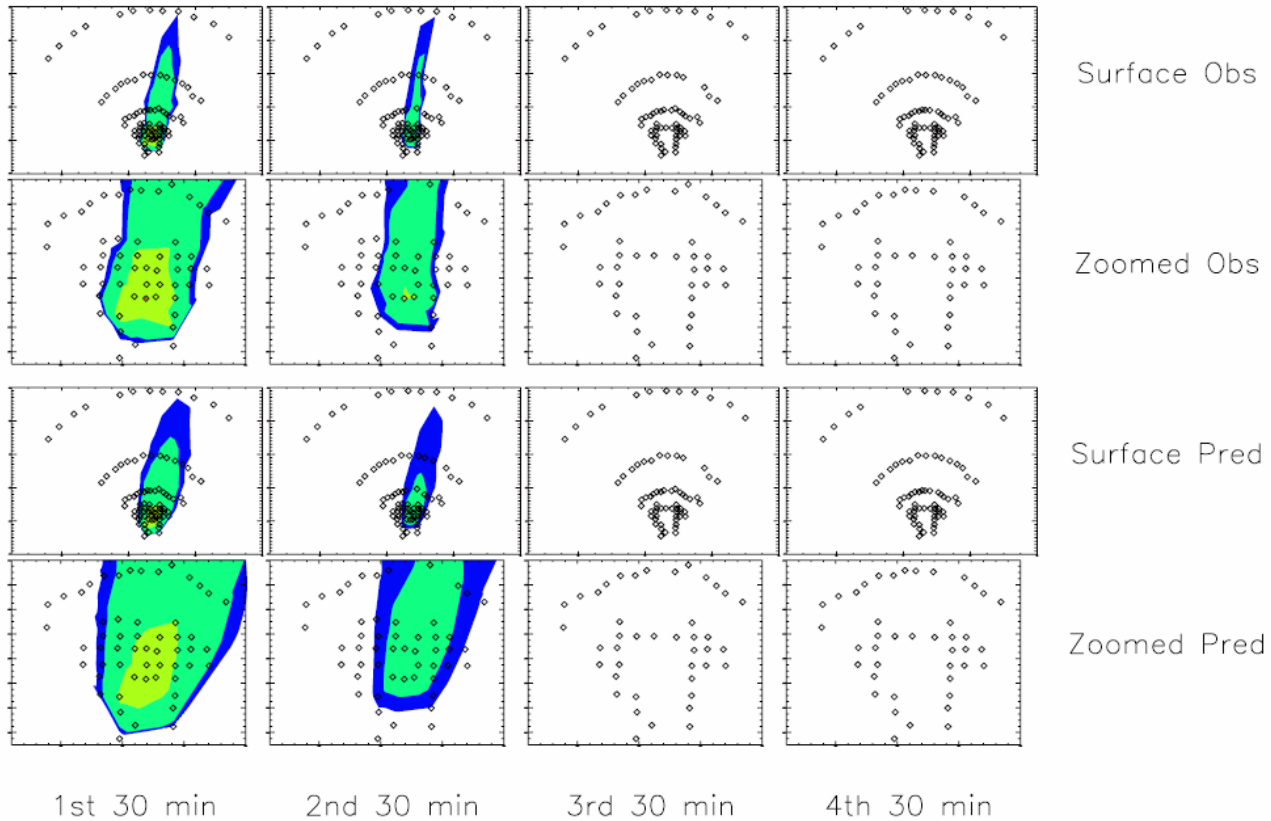 Surface Obs
Zoomed Obs
Surface Pred
Zoomed Pred
1st 30 min
2nd 30 min
3rd 30 min
4th 30 min